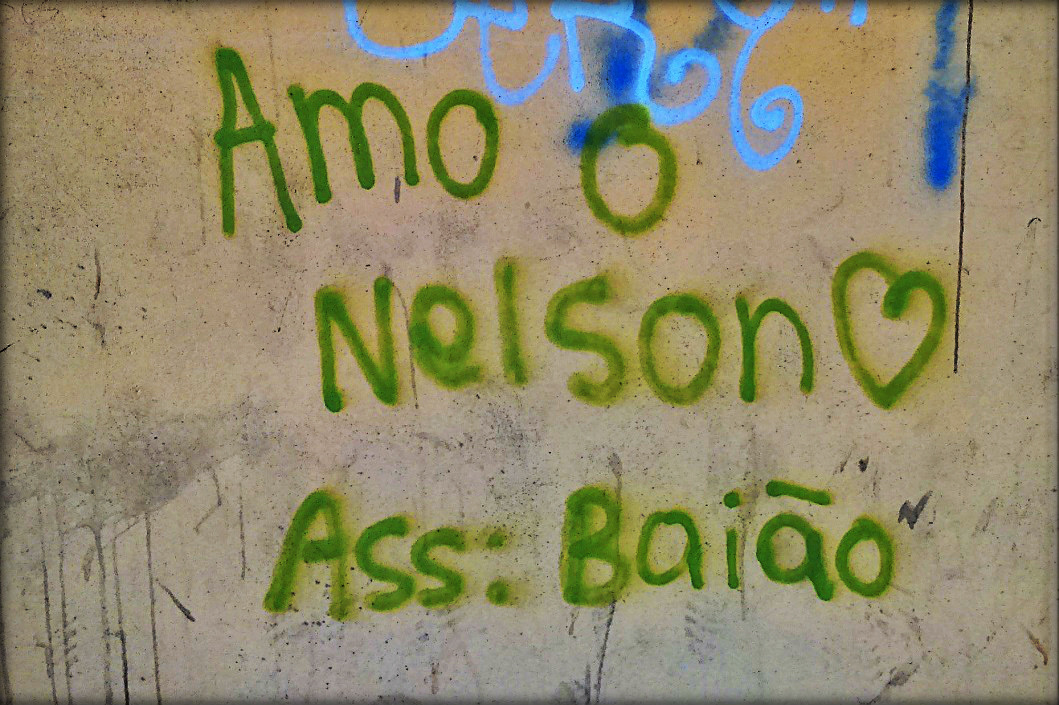 Amo o
Nelson♡
Ass: Baião